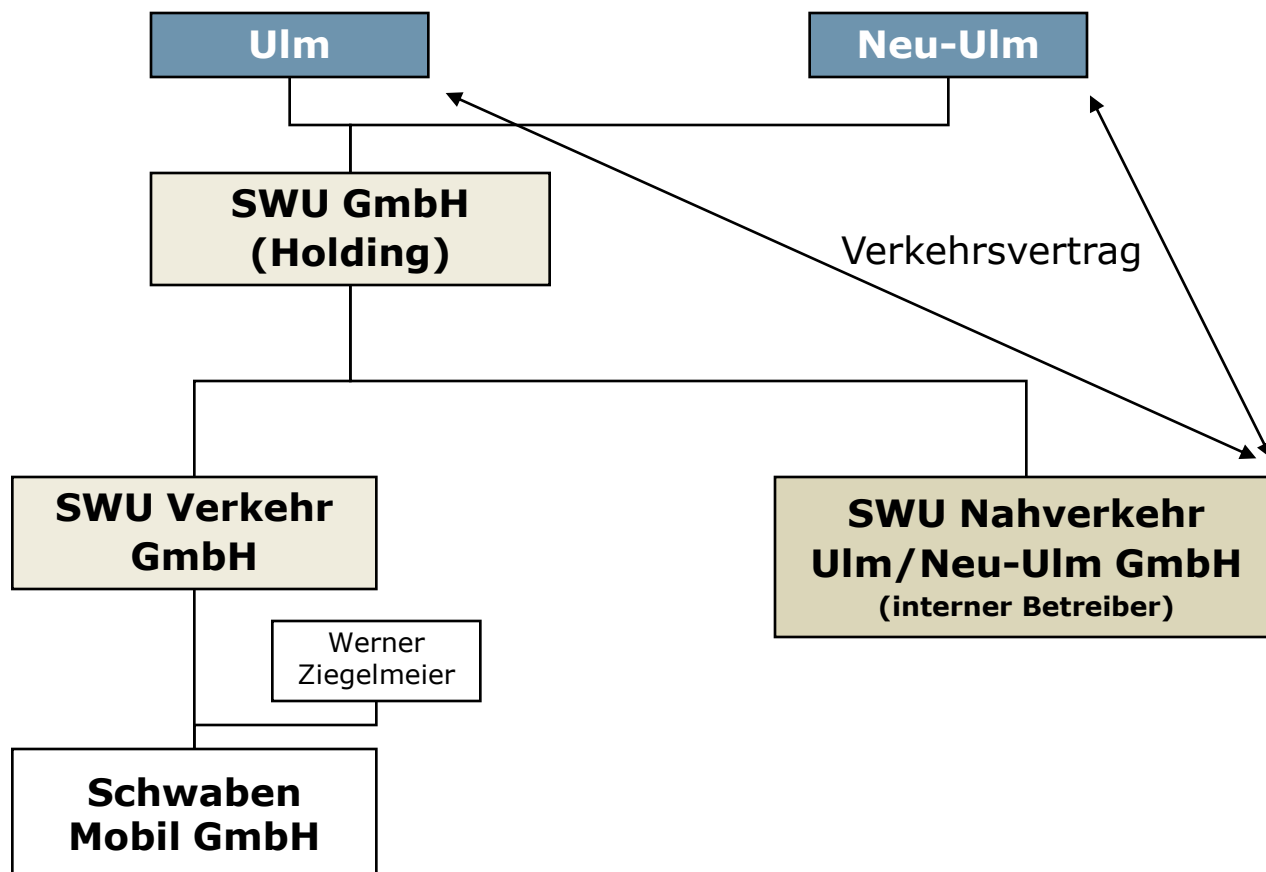 Ulm
Neu-Ulm
SWU GmbH
(Holding)
Verkehrsvertrag
SWU Verkehr
GmbH
SWU Nahverkehr
Ulm/Neu-Ulm GmbH
(interner Betreiber)
Werner
Ziegelmeier
Schwaben
Mobil GmbH